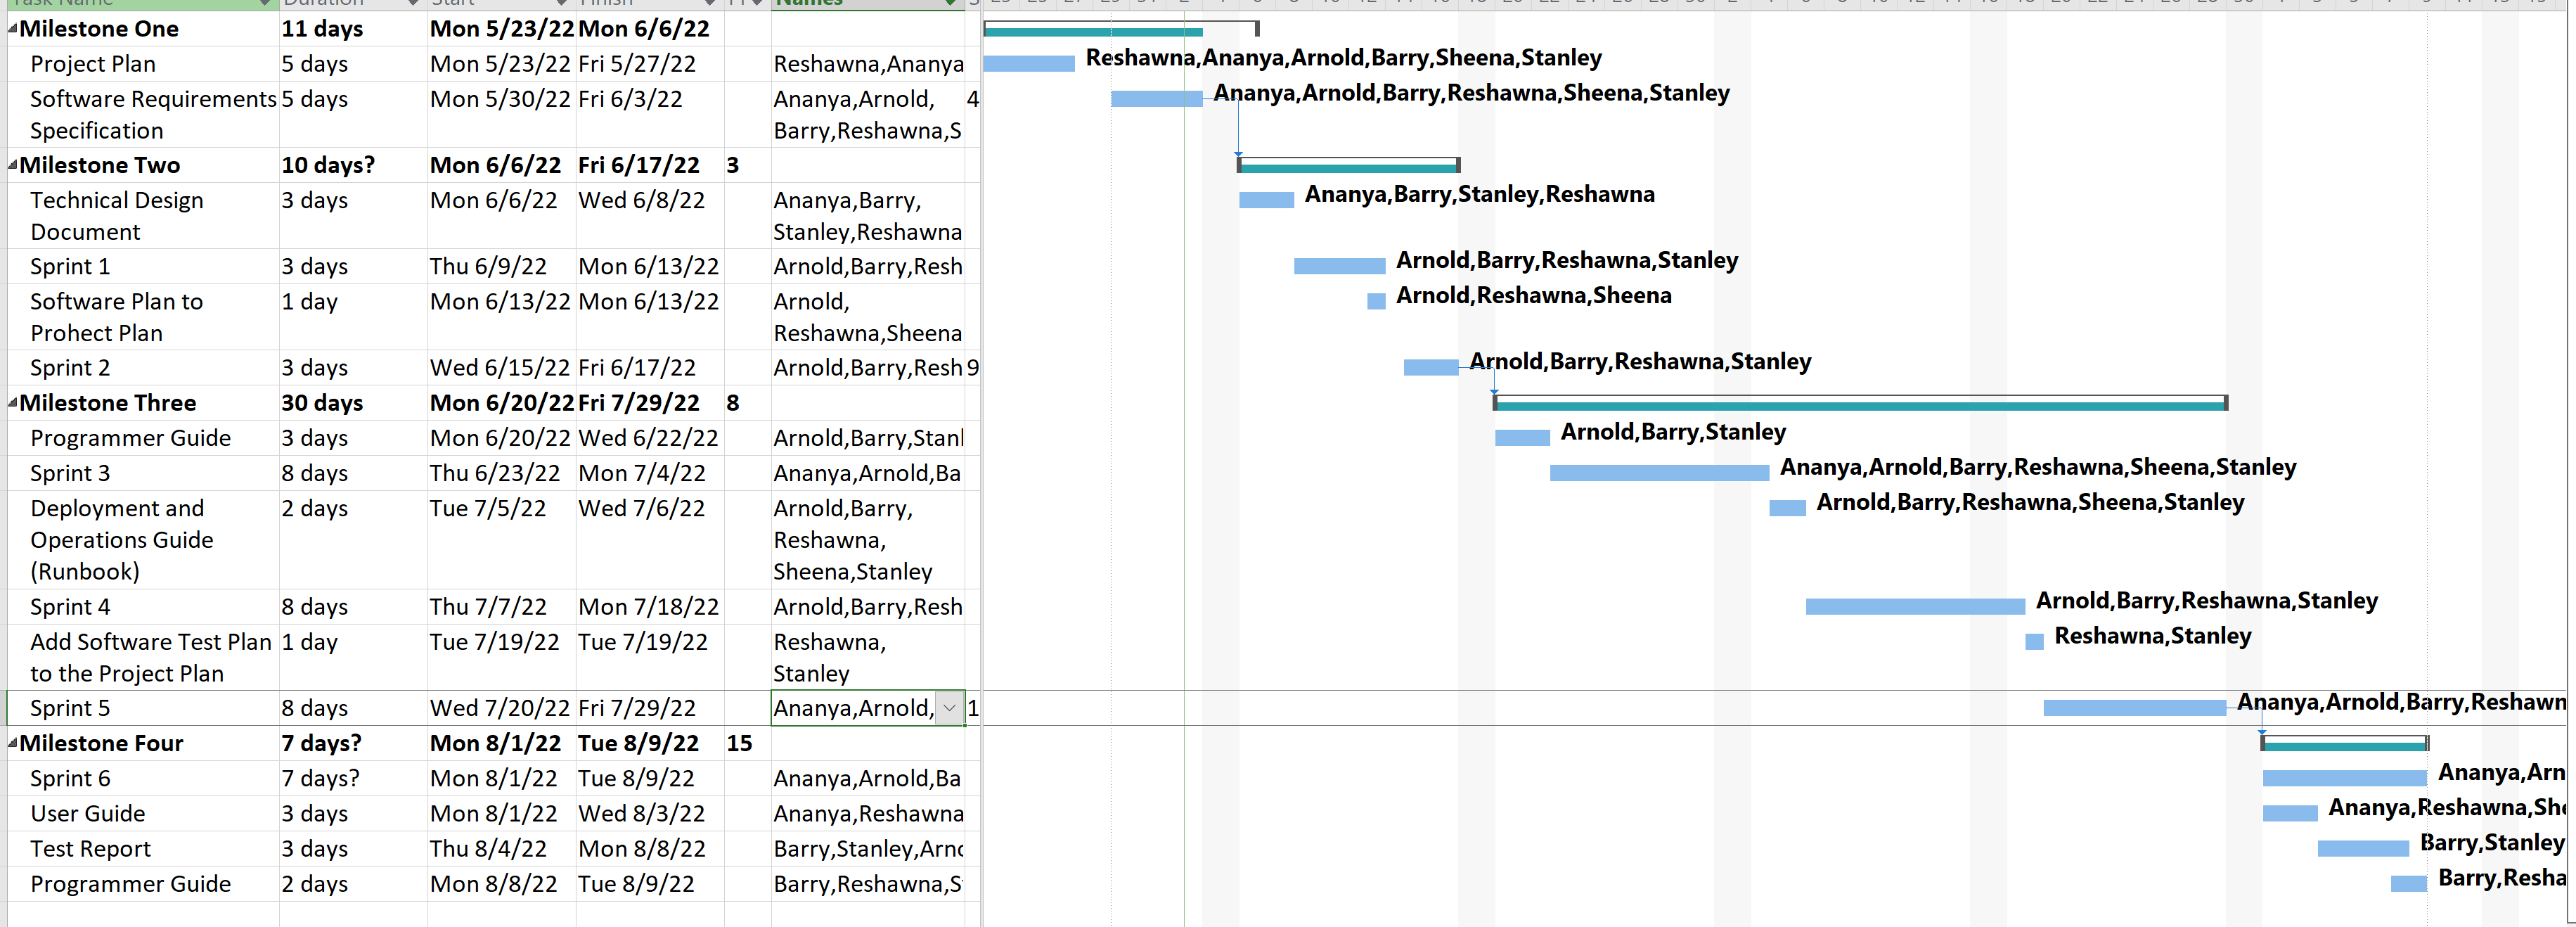 Task Name Duration Start Finish Names
Milestone One 11 days Mon 5/23/22 Mon 6/6/22
Project Plan 5 days Mon 5/23/22 Fri 5/27/22 Reshawna,Ananya Reshawna,Ananya,Arnold,Barry,Sheena,Stanley
Software Requirements 5 days Mon 5/30/22 Fri 6/3/22 Ananya,Arnold, 4 Ananya,Arnold,Barry,Reshawna,Sheena,Stanley
Specification Barry,Reshawna,S
Milestone Two 10 days? Mon 6/6/22 Fri 6/17/22 3
Technical Design 3 days Mon 6/6/22 Wed 6/8/22 Ananya,Barry, Ananya,Barry,Stanley,Reshawna
Document Stanley,Reshawna
Sprint 1 3 days Thu 6/9/22 Mon 6/13/22 Arnold,Barry,Resh Arnold,Barry,Reshawna,Stanley
Software Plan to 1 day Mon 6/13/22 Mon 6/13/22 Arnold, Arnold,Reshawna,Sheena
Prohect Plan Reshawna,Sheena
Sprint 2 3 days Wed 6/15/22 Fri 6/17/22 Arnold,Barry,Resh 9 Arnold,Barry,Reshawna,Stanley
Milestone Three 30 days Mon 6/20/22 Fri 7/29/22 8
Programmer Guide 3 days Mon 6/20/22 Wed 6/22/22 Arnold,Barry,Stanl Arnold,Barry,Stanley
Sprint 3 8 days Thu 6/23/22 Mon 7/4/22 Ananya,Arnold,Ba Ananya,Arnold,Barry,Reshawna,Sheena,Stanley
Deployment and 2 days Tue 7/5/22 Wed 7/6/22 Arnold,Barry, Arnold,Barry,Reshawna,Sheena,Stanley
Operations Guide Reshawna,
(Runbook) Sheena,Stanley
Sprint 4 8 days Thu 7/7/22 Mon 7/18/22 Arnold,Barry,Resh Arnold,Barry,Reshawna,Stanley
Add Software Test Plan 1 day Tue 7/19/22 Tue 7/19/22 Reshawna, Reshawna,Stanley
to the Project Plan Stanley
Sprint 5 8 days Wed 7/20/22 Fri 7/29/22 Ananya,Arnold, 1 Ananya,Arnold,Barry,Reshawn
Milestone Four 7 days? Mon 8/1/22 Tue 8/9/22 15
Sprint 6 7 days? Mon 8/1/22 Tue 8/9/22 Ananya,Arnold,Ba Ananya,Arn
User Guide 3 days Mon 8/1/22 Wed 8/3/22 Ananya,Reshawna Ananya,Reshawna,She
Test Report 3 days Thu 8/4/22 Mon 8/8/22 Barry,Stanley,Arno Barry,Stanley
Programmer Guide 2 days Mon 8/8/22 Tue 8/9/22 Barry,Reshawna,S Barry,Resha